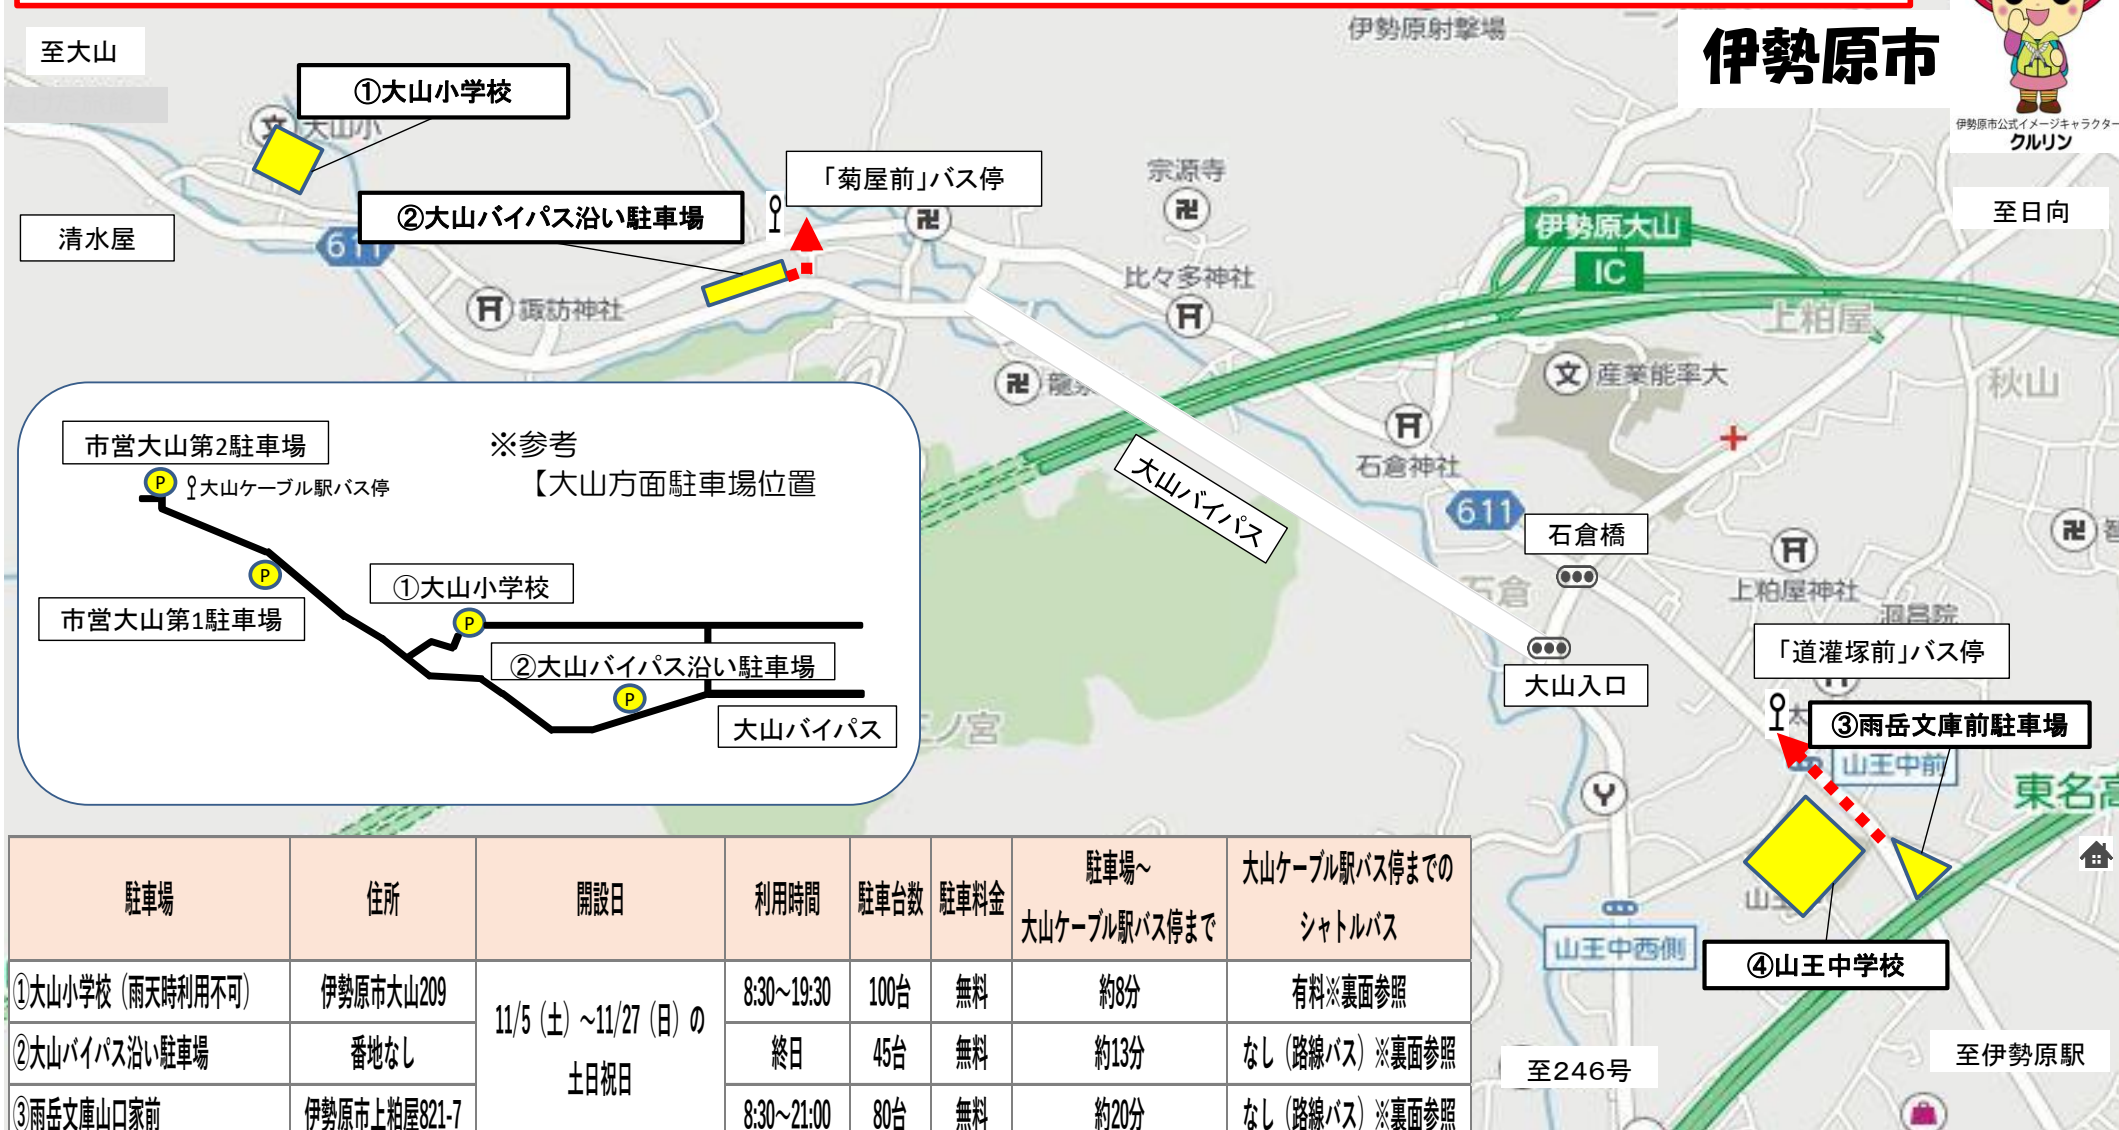 伊勢原射撃場
伊勢原市
至大山
①大山小学校
大山小
伊勢原市公式イメージキャラクター
クルリン
「菊屋前」バス停
宗源寺
②大山バイパス沿い駐車場
至日向
清水屋
611
伊勢原大山
IC
比々多神社
諏訪神社
上粕屋
産業能率大
秋山
石倉神社
大山バイパス
611
石倉橋
上粕屋神社
石倉
洞昌院
「道灌塚前」バス停
大山入口
③雨岳文庫前駐車場
山王中前
東名高
三ノ宮
市営大山第2駐車場
※参考
【大山方面駐車場位置
P
大山ケーブル駅バス停
P
①大山小学校
市営大山第1駐車場
P
②大山バイパス沿い駐車場
P
大山バイパス
山王中西側
④山王中学校
至246号
至伊勢原駅
駐車場 住所 開設日 利用時間 駐車台数 駐車料金 駐車場～大山ケーブル駅バス停まで 大山ケーブル駅バス停までのシャトルバス
①大山小学校（雨天時利用不可） 伊勢原市大山209 11/5（土）～11/27（日）の土日祝日 8:30～19:30 100台 無料 約8分 有料※裏面参照
②大山バイパス沿い駐車場 番地なし 終日 45台 無料 約13分 なし（路線バス）※裏面参照
③雨岳文庫山口家前 伊勢原市上粕屋821-7 8:30～21:00 80台 無料 約20分 なし（路線バス）※裏面参照